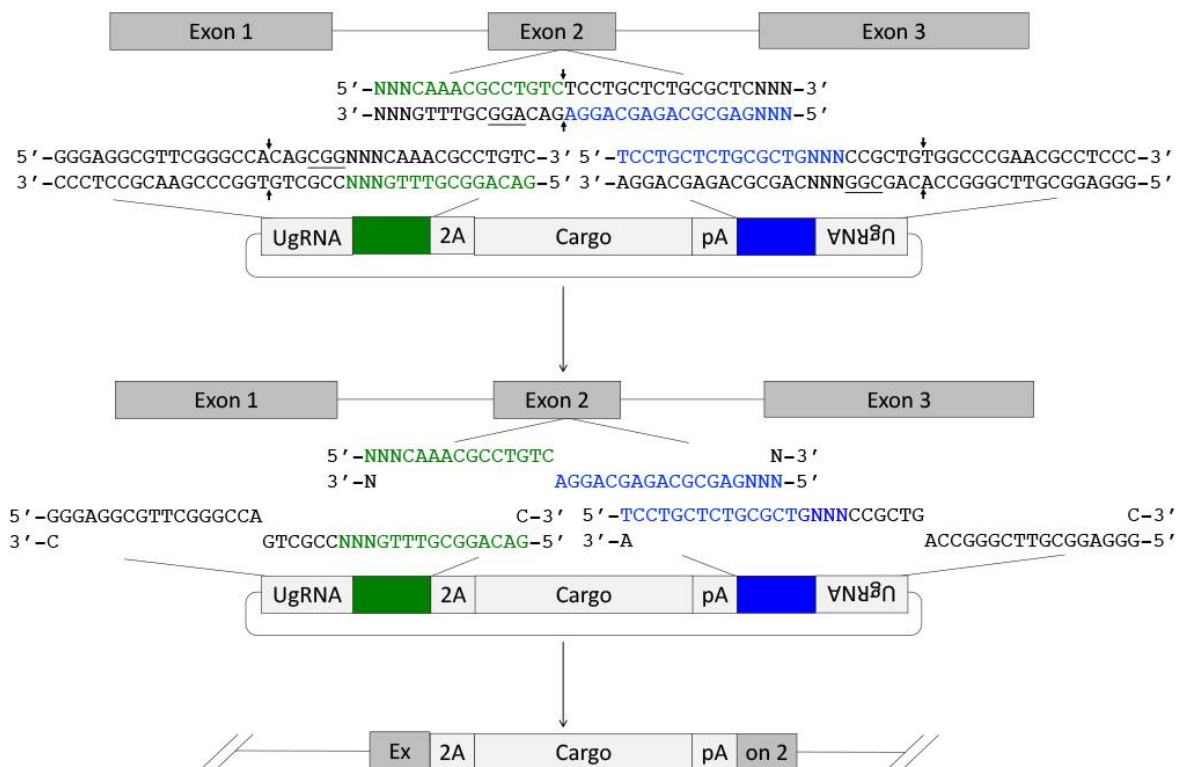 Exon 1 Exon 2 Exon 3
5′-NNNCAAACGCCTGTCTCCTGCTCTGCGCTCNNN-3′
3′-NNNGTTTGCGGACAGAGGACGAGACGCGAGNNN-5′
5′-GGGAGGCGTTCGGGCCACAGCGGNNNCAAACGCCTGTC-3′ 5′-TCCTGCTCTGCGCTGNNNCCGCTGTGGCCCGAACGCCTCCC-3′
3′-CCCTCCGCAAGCCCGGTGTCGCCNNNGTTTGCGGACAG-5′ 3′-AGGACGAGACGCGACNNNGGCGACACCGGGCTTGCGGAGGG-5′
UgRNA 2A Cargo pA UgRNA
Exon 1 Exon 2 Exon 3
5′-NNNCAAACGCCTGTC N-3′
3′-N AGGACGAGACGCGAGNNN-5′
5′-GGGAGGCGTTCGGGCCA C-3′ 5′-TCCTGCTCTGCGCTGNNNCCGCTG C-3′
3′-C GTCGCCNNNGTTTGCGGACAG-5′ 3′-A ACCGGGCTTGCGGAGGG-5′
UgRNA 2A Cargo pA UgRNA
Ex 2A Cargo pA on 2